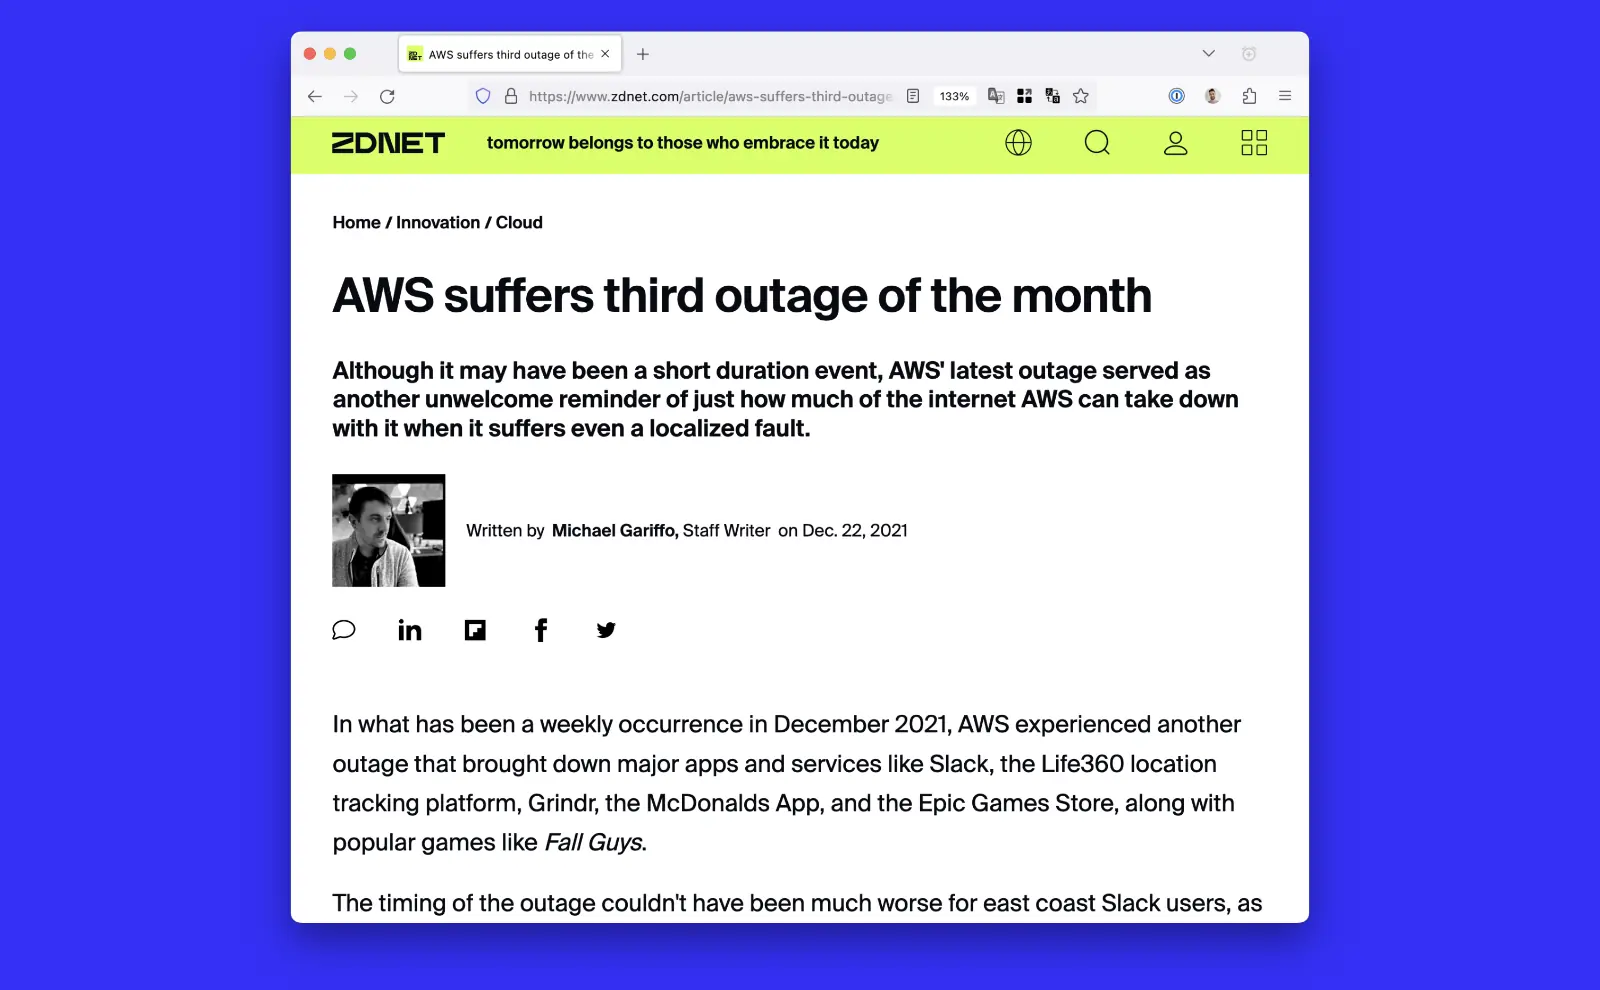 AWS suffers third outage of the
https://www.zdnet.com/article/aws-suffers-third-outage
133%
ZDNET
tomorrow belongs to those who embrace it today
Home / Innovation / Cloud
AWS suffers third outage of the month
Although it may have been a short duration event, AWS' latest outage served as
another unwelcome reminder of just how much of the internet AWS can take down
with it when it suffers even a localized fault.
Written by Michael Gariffo, Staff Writer on Dec. 22, 2021
In what has been a weekly occurrence in December 2021, AWS experienced another
outage that brought down major apps and services like Slack, the Life360 location
tracking platform, Grindr, the McDonalds App, and the Epic Games Store, along with
popular games like Fall Guys.
The timing of the outage couldn't have been much worse for east coast Slack users, as